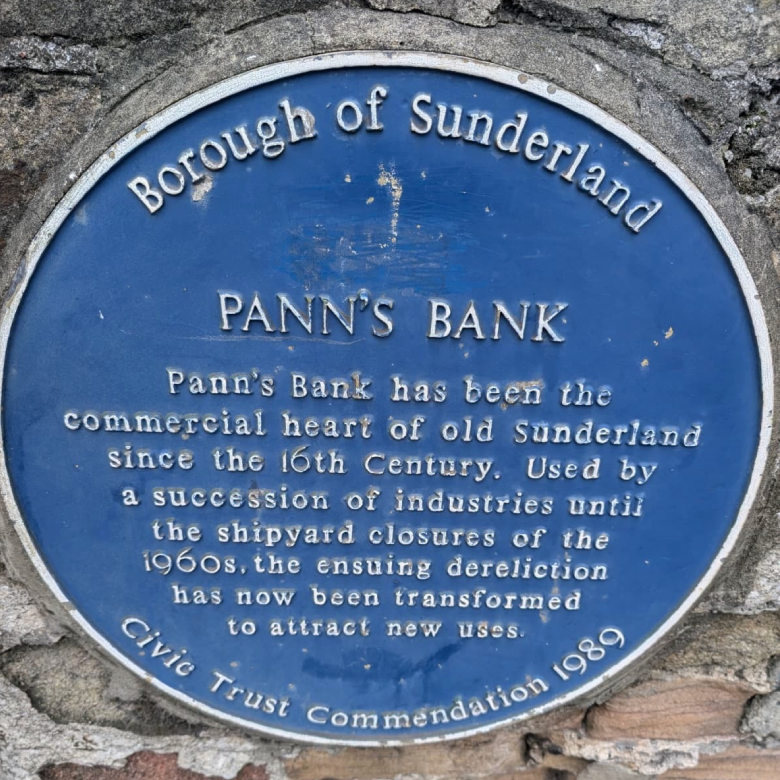 Borough of Sunderland
PANN'S BANK
Pann's Bank has been the
commercial heart of old Sunderland
since the 16th Century. Used by
a succession of industries until
the shipyard closures of the
1960s, the ensuing dereliction
has now been transformed
to attract new uses.
Civic Trust Commendation 1989